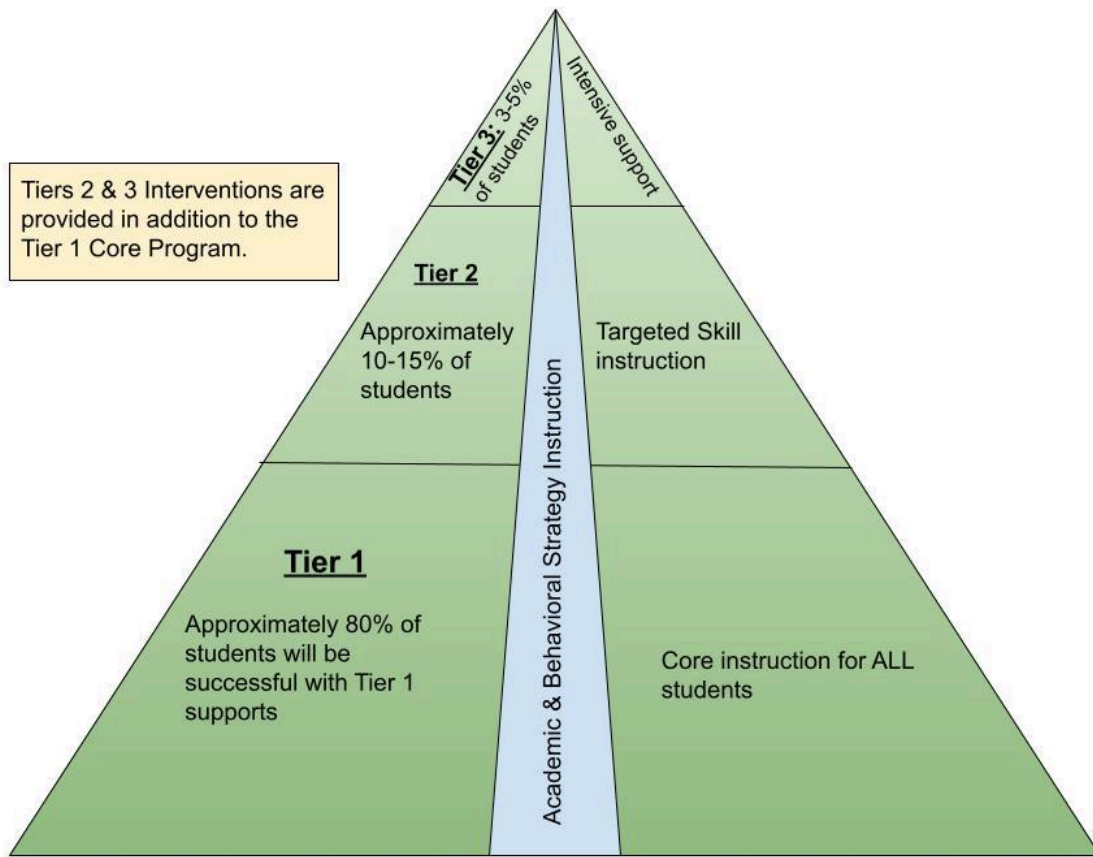 Tier 3: 3-5%
of students
Intensive support
Tiers 2 & 3 Interventions are
provided in addition to the
Tier 1 Core Program.
Tier 2
Approximately
10-15% of
students
Targeted Skill
instruction
Academic & Behavioral Strategy Instruction
Tier 1
Approximately 80% of
students will be
successful with Tier 1
supports
Core instruction for ALL
students